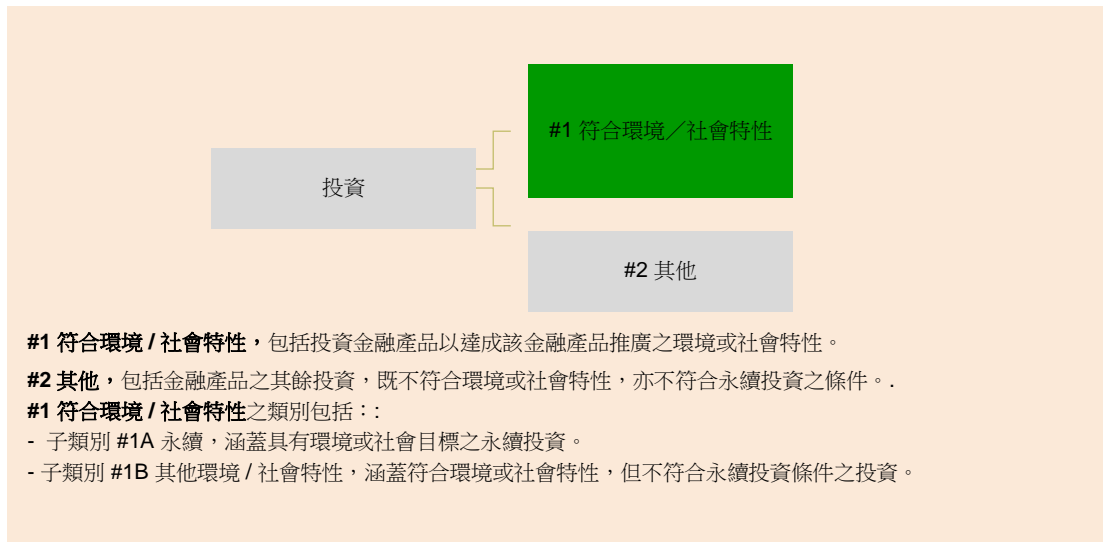 #1 符合環境／社會特性
投資
#2 其他
#1 符合環境 / 社會特性，包括投資金融產品以達成該金融產品推廣之環境或社會特性。
#2 其他，包括金融產品之其餘投資，既不符合環境或社會特性，亦不符合永續投資之條件。.
#1 符合環境 / 社會特性之類別包括：:
- 子類別 #1A 永續，涵蓋具有環境或社會目標之永續投資。
- 子類別 #1B 其他環境 / 社會特性，涵蓋符合環境或社會特性，但不符合永續投資條件之投資。